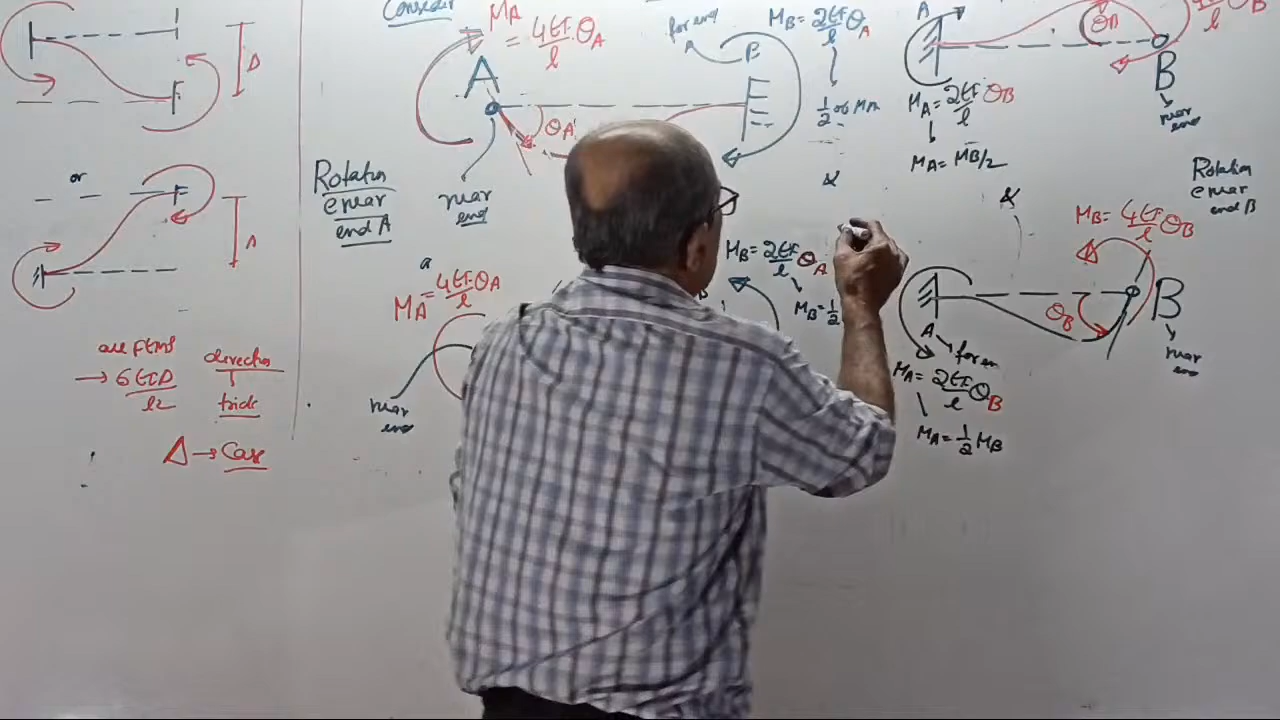 Δ
F
or
F
Δ
all FEMS
→ 6EIΔ
l2
direction
trick
Δ → Case
Consider
MA
= 4EI θA
l
A
θA
near
end
Rotation
@near
end A
far end
A
B
MB = 2EI θA
l
1/2 of MA
&
A
θB
B
near
end
MA = 2EI θB
l
MA = MB/2
&
Rotation
@near
end B
MA = 4EI θA
l
near
end
MB = 2EI θA
l
MB = 1/2
MB = 4EI θB
l
θB
B
near
A
far en
MA = 2EI θB
l
MA = 1/2 MB